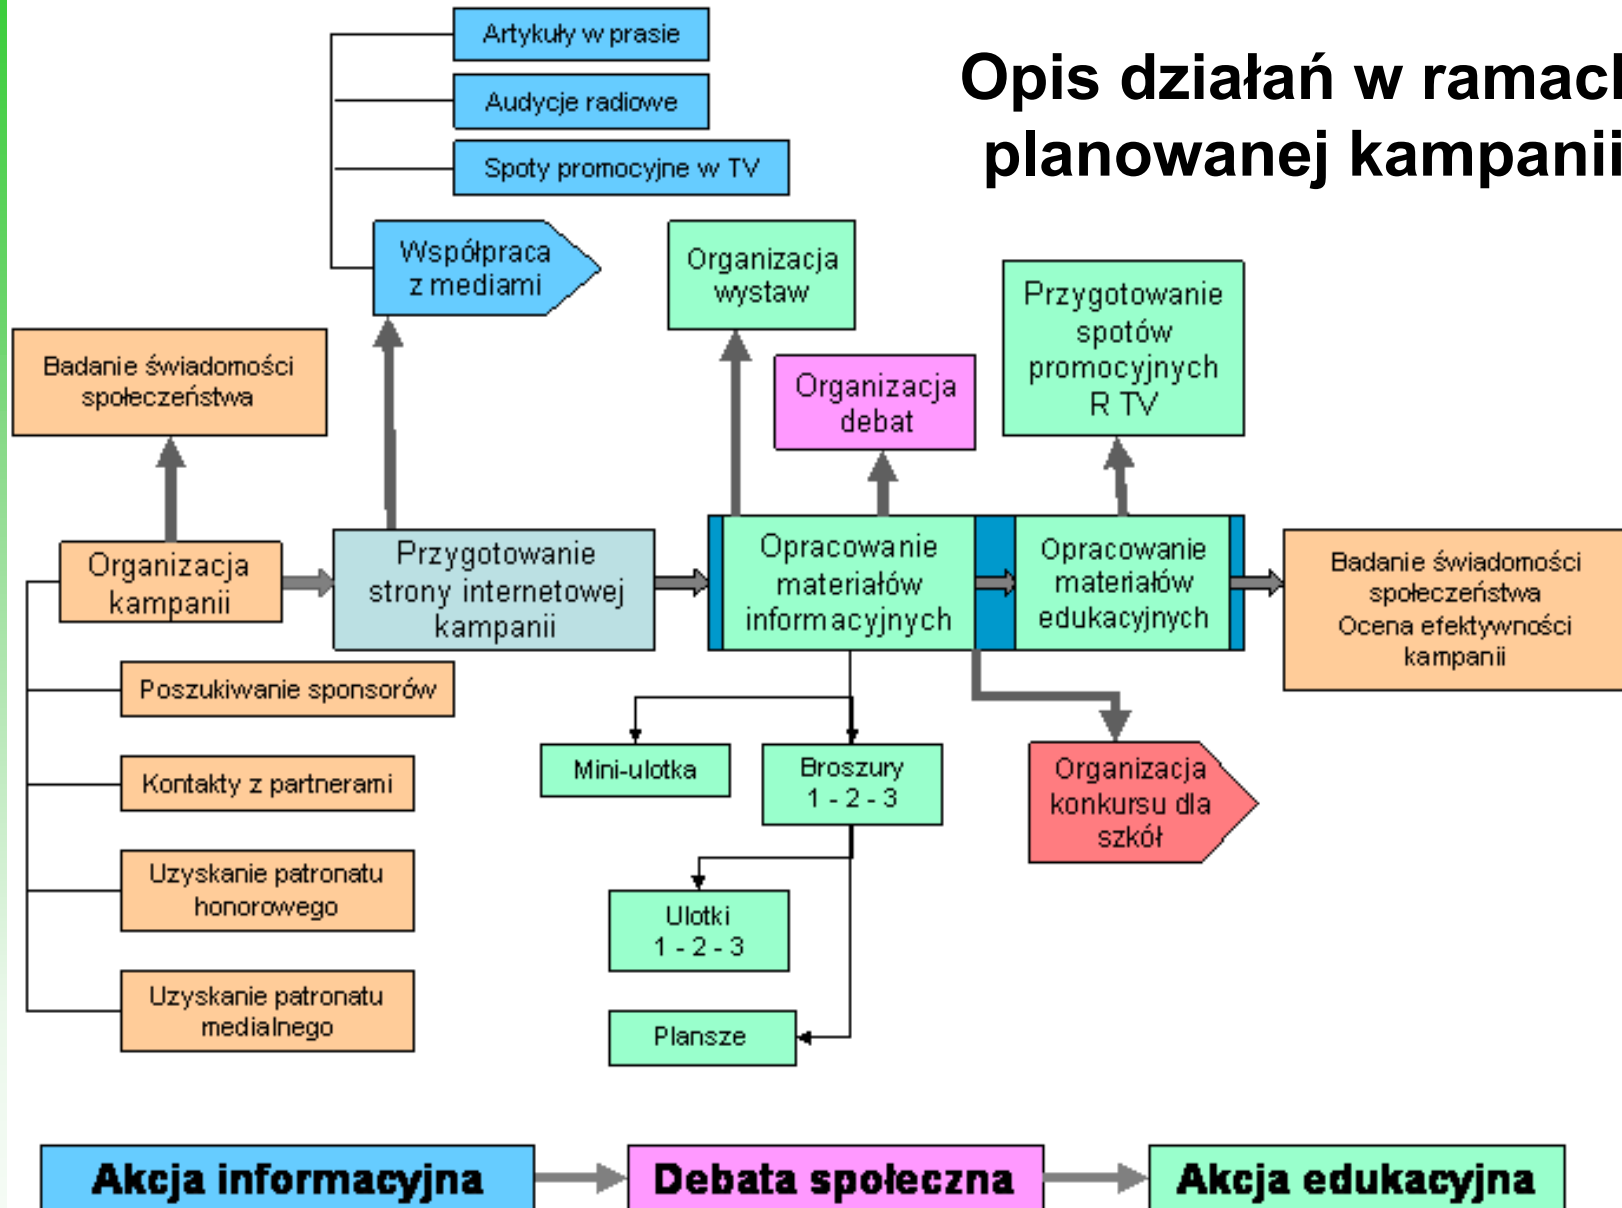 Opis działań w ramach
planowanej kampanii
Artykuły w prasie
Audycje radiowe
Spoty promocyjne w TV
Współpraca
z mediami
Organizacja
wystaw
Przygotowanie
spotów
promocyjnych
R TV
Badanie świadomości
społeczeństwa
Organizacja
debat
Organizacja
kampanii
Przygotowanie
strony internetowej
kampanii
Opracowanie
materiałów
informacyjnych
Opracowanie
materiałów
edukacyjnych
Badanie świadomości
społeczeństwa
Ocena efektywności
kampanii
Poszukiwanie sponsorów
Kontakty z partnerami
Uzyskanie patronatu
honorowego
Uzyskanie patronatu
medialnego
Mini-ulotka
Broszury
1 - 2 - 3
Organizacja
konkursu dla
szkół
Ulotki
1 - 2 - 3
Plansze
Akcja informacyjna
Debata społeczna
Akcja edukacyjna